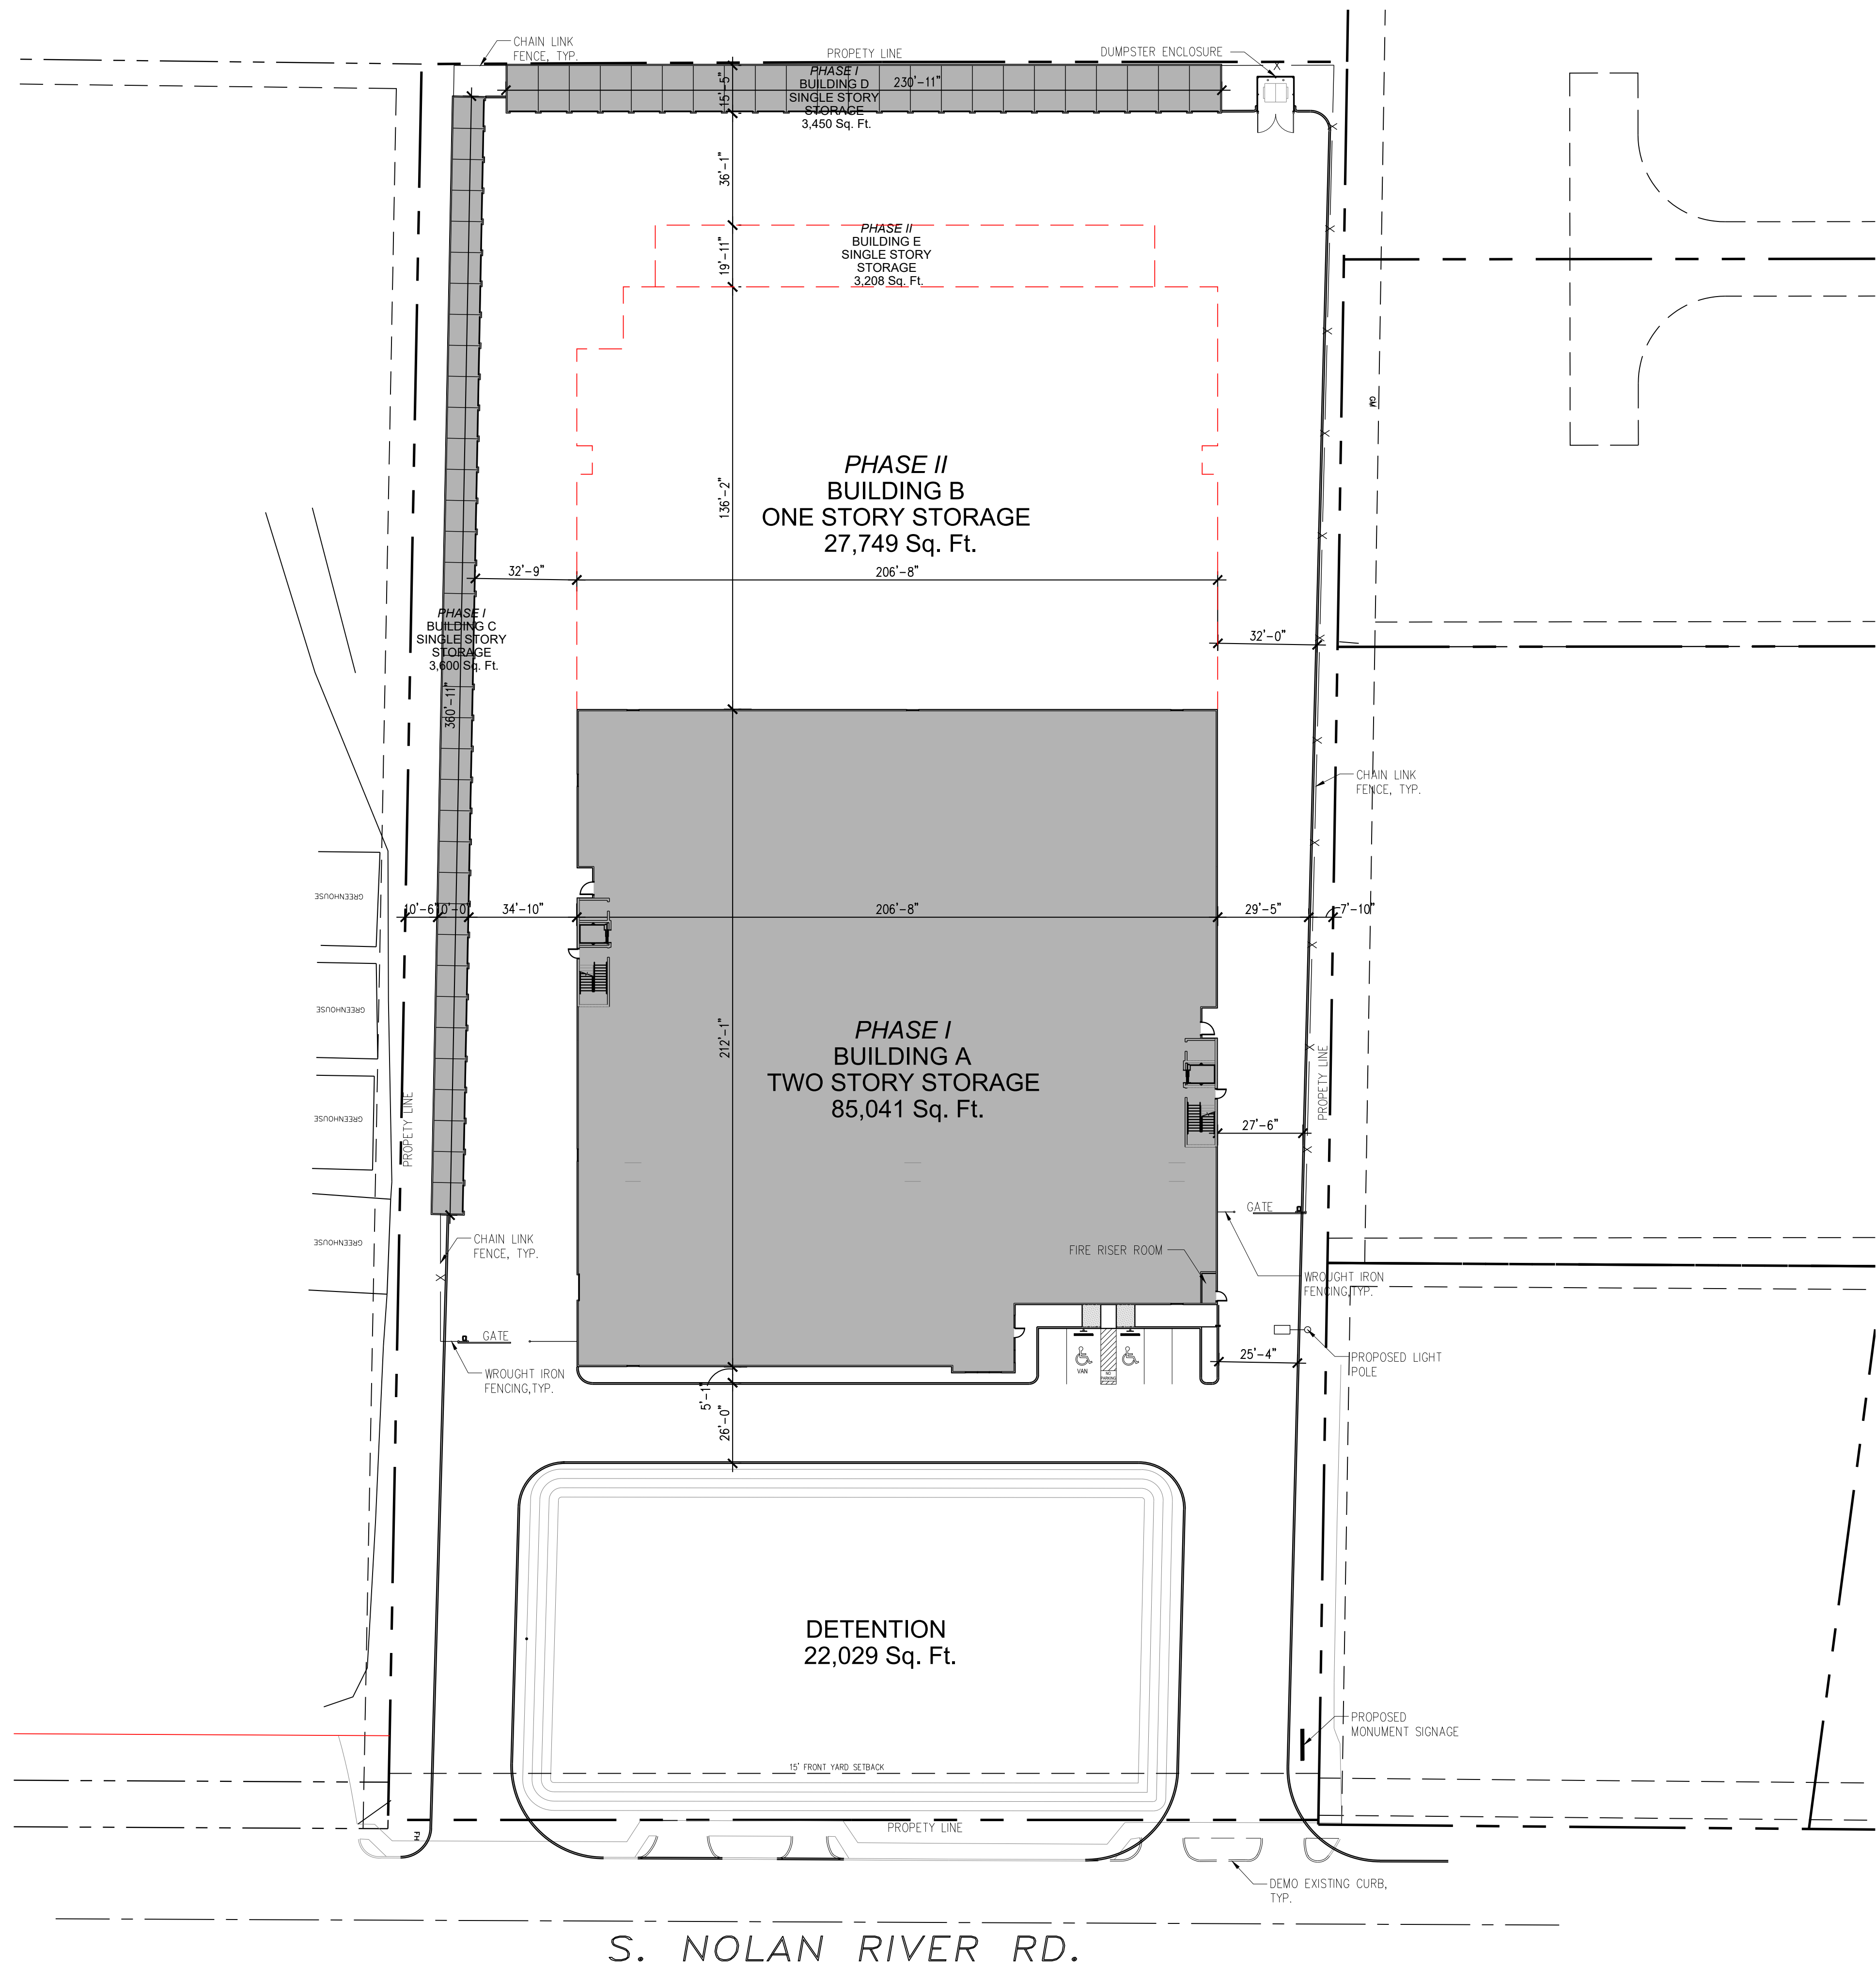 CHAIN LINK
FENCE, TYP.
PROPETY LINE
DUMPSTER ENCLOSURE
PHASE I
BUILDING D
SINGLE STORY
STORAGE
3,450 Sq. Ft.
230'-11"
15'-5"
36'-1"
PHASE II
BUILDING E
SINGLE STORY
STORAGE
3,208 Sq. Ft.
19'-11"
GM
PHASE II
BUILDING B
ONE STORY STORAGE
27,749 Sq. Ft.
136'-2"
32'-9"
206'-8"
PHASE I
BUILDING C
SINGLE STORY
STORAGE
3,600 Sq. Ft.
360'-11"
32'-0"
CHAIN LINK
FENCE, TYP.
GREENHOUSE
10'-6"
34'-10"
206'-8"
29'-5"
7'-10"
GREENHOUSE
212'-1"
PHASE I
BUILDING A
TWO STORY STORAGE
85,041 Sq. Ft.
PROPETY LINE
GREENHOUSE
PROPETY LINE
27'-6"
GATE
GREENHOUSE
CHAIN LINK
FENCE, TYP.
FIRE RISER ROOM
WROUGHT IRON
FENCING,TYP.
GATE
WROUGHT IRON
FENCING,TYP.
VAN
NO
PARKING
25'-4"
PROPOSED LIGHT
POLE
5'-1"
26'-0"
DETENTION
22,029 Sq. Ft.
PROPOSED
MONUMENT SIGNAGE
15' FRONT YARD SETBACK
FH
PROPETY LINE
DEMO EXISTING CURB,
TYP.
S. NOLAN RIVER RD.